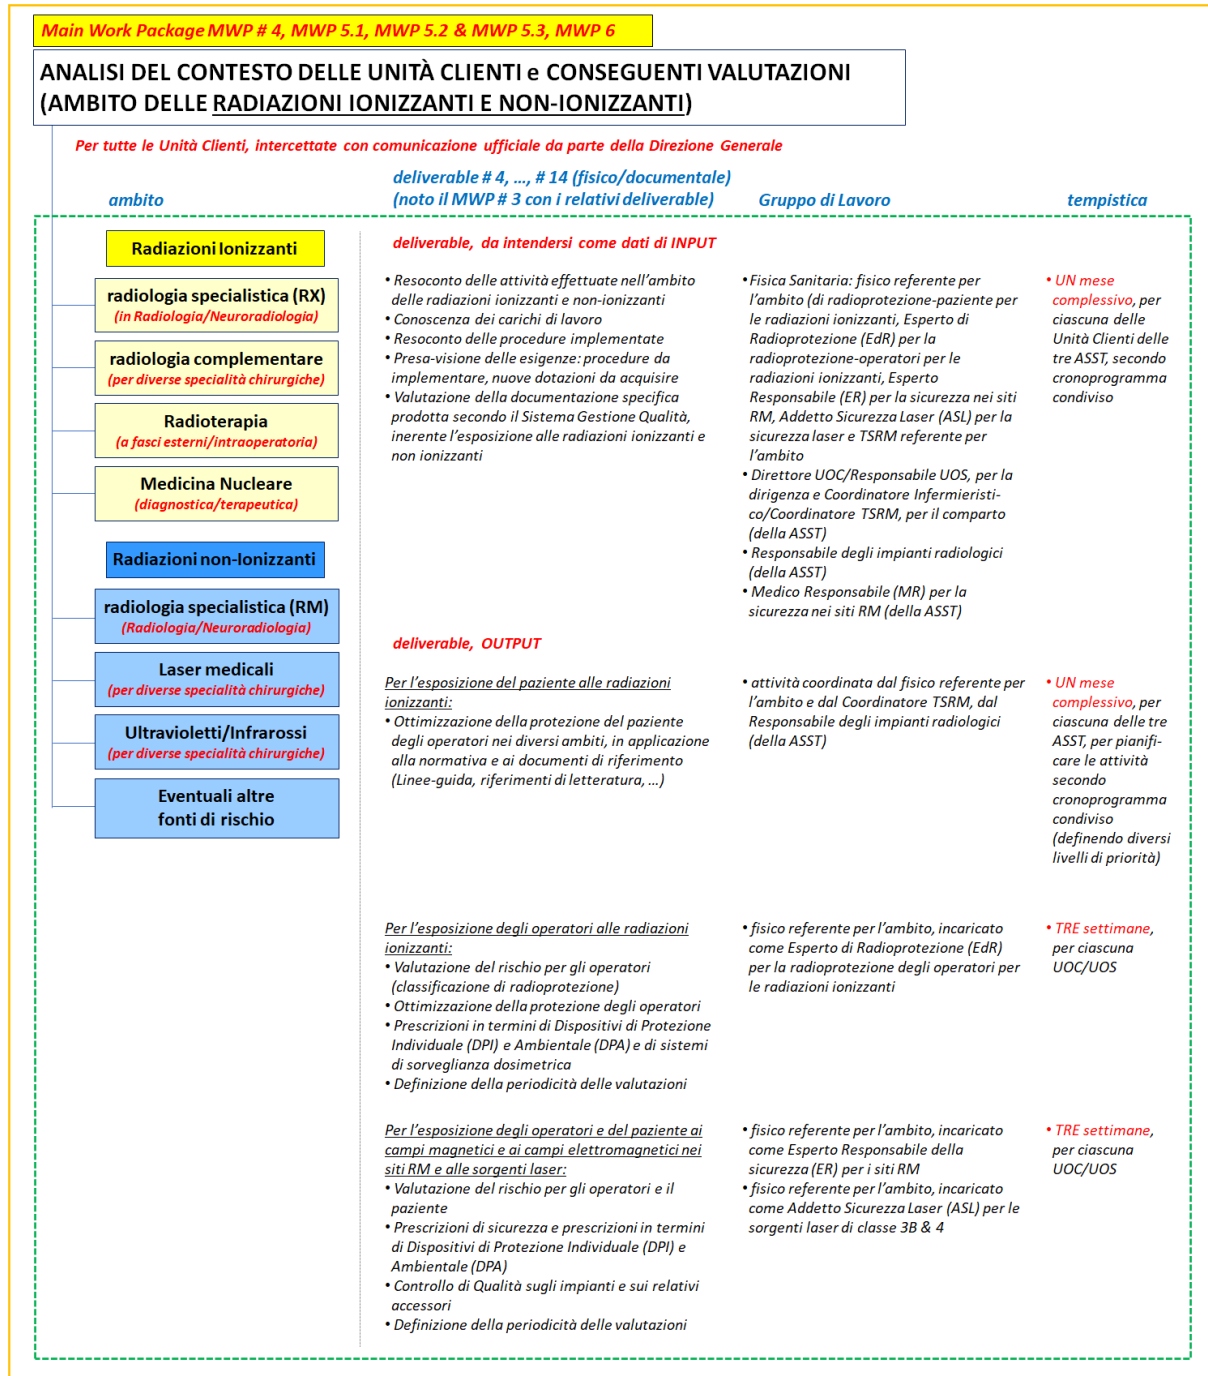 Main Work Package MWP # 4, MWP 5.1, MWP 5.2 & MWP 5.3, MWP 6
ANALISI DEL CONTESTO DELLE UNITÀ CLIENTI e CONSEGUENTI VALUTAZIONI
(AMBITO DELLE RADIAZIONI IONIZZANTI E NON-IONIZZANTI)
Per tutte le Unità Clienti, intercettate con comunicazione ufficiale da parte della Direzione Generale
ambito
deliverable # 4, …, # 14 (fisico/documentale)
(noto il MWP # 3 con i relativi deliverable)
Gruppo di Lavoro
tempistica
Radiazioni Ionizzanti
radiologia specialistica (RX)
(in Radiologia/Neuroradiologia)
radiologia complementare
(per diverse specialità chirurgiche)
Radioterapia
(a fasci esterni/intraoperatoria)
Medicina Nucleare
(diagnostica/terapeutica)
Radiazioni non-Ionizzanti
radiologia specialistica (RM)
(Radiologia/Neuroradiologia)
Laser medicali
(per diverse specialità chirurgiche)
Ultravioletti/Infrarossi
(per diverse specialità chirurgiche)
Eventuali altre
fonti di rischio
deliverable, da intendersi come dati di INPUT
• Resoconto delle attività effettuate nell'ambito
delle radiazioni ionizzanti e non-ionizzanti
• Conoscenza dei carichi di lavoro
• Resoconto delle procedure implementate
• Presa-visione delle esigenze: procedure da
implementare, nuove dotazioni da acquisire
• Valutazione della documentazione specifica
prodotta secondo il Sistema Gestione Qualità,
inerente l'esposizione alle radiazioni ionizzanti e
non ionizzanti
• Fisica Sanitaria: fisico referente per
l'ambito (di radioprotezione-paziente per
le radiazioni ionizzanti, Esperto di
Radioprotezione (EdR) per la
radioprotezione-operatori per le
radiazioni ionizzanti, Esperto
Responsabile (ER) per la sicurezza nei siti
RM, Addetto Sicurezza Laser (ASL) per la
sicurezza laser e TSRM referente per
l'ambito
• Direttore UOC/Responsabile UOS, per la
dirigenza e Coordinatore Infermieristi-
co/Coordinatore TSRM, per il comparto
(della ASST)
• Responsabile degli impianti radiologici
(della ASST)
• Medico Responsabile (MR) per la
sicurezza nei siti RM (della ASST)
• UN mese
complessivo, per
ciascuna delle
Unità Clienti delle
tre ASST, secondo
cronoprogramma
condiviso
deliverable, OUTPUT
Per l'esposizione del paziente alle radiazioni
ionizzanti:
• Ottimizzazione della protezione del paziente
degli operatori nei diversi ambiti, in applicazione
alla normativa e ai documenti di riferimento
(Linee-guida, riferimenti di letteratura, …)
• attività coordinata dal fisico referente per
l'ambito e dal Coordinatore TSRM, dal
Responsabile degli impianti radiologici
(della ASST)
• UN mese
complessivo, per
ciascuna delle tre
ASST, per pianifi-
care le attività
secondo
cronoprogramma
condiviso
(definendo diversi
livelli di priorità)
Per l'esposizione degli operatori alle radiazioni
ionizzanti:
• Valutazione del rischio per gli operatori
(classificazione di radioprotezione)
• Ottimizzazione della protezione degli operatori
• Prescrizioni in termini di Dispositivi di Protezione
Individuale (DPI) e Ambientale (DPA) e di sistemi
di sorveglianza dosimetrica
• Definizione della periodicità delle valutazioni
• fisico referente per l'ambito, incaricato
come Esperto di Radioprotezione (EdR)
per la radioprotezione degli operatori per
le radiazioni ionizzanti
• TRE settimane,
per ciascuna
UOC/UOS
Per l'esposizione degli operatori e del paziente ai
campi magnetici e ai campi elettromagnetici nei
siti RM e alle sorgenti laser:
• Valutazione del rischio per gli operatori e il
paziente
• Prescrizioni di sicurezza e prescrizioni in termini
di Dispositivi di Protezione Individuale (DPI) e
Ambientale (DPA)
• Controllo di Qualità sugli impianti e sui relativi
accessori
• Definizione della periodicità delle valutazioni
• fisico referente per l'ambito, incaricato
come Esperto Responsabile della
sicurezza (ER) per i siti RM
• fisico referente per l'ambito, incaricato
come Addetto Sicurezza Laser (ASL) per le
sorgenti laser di classe 3B & 4
• TRE settimane,
per ciascuna
UOC/UOS